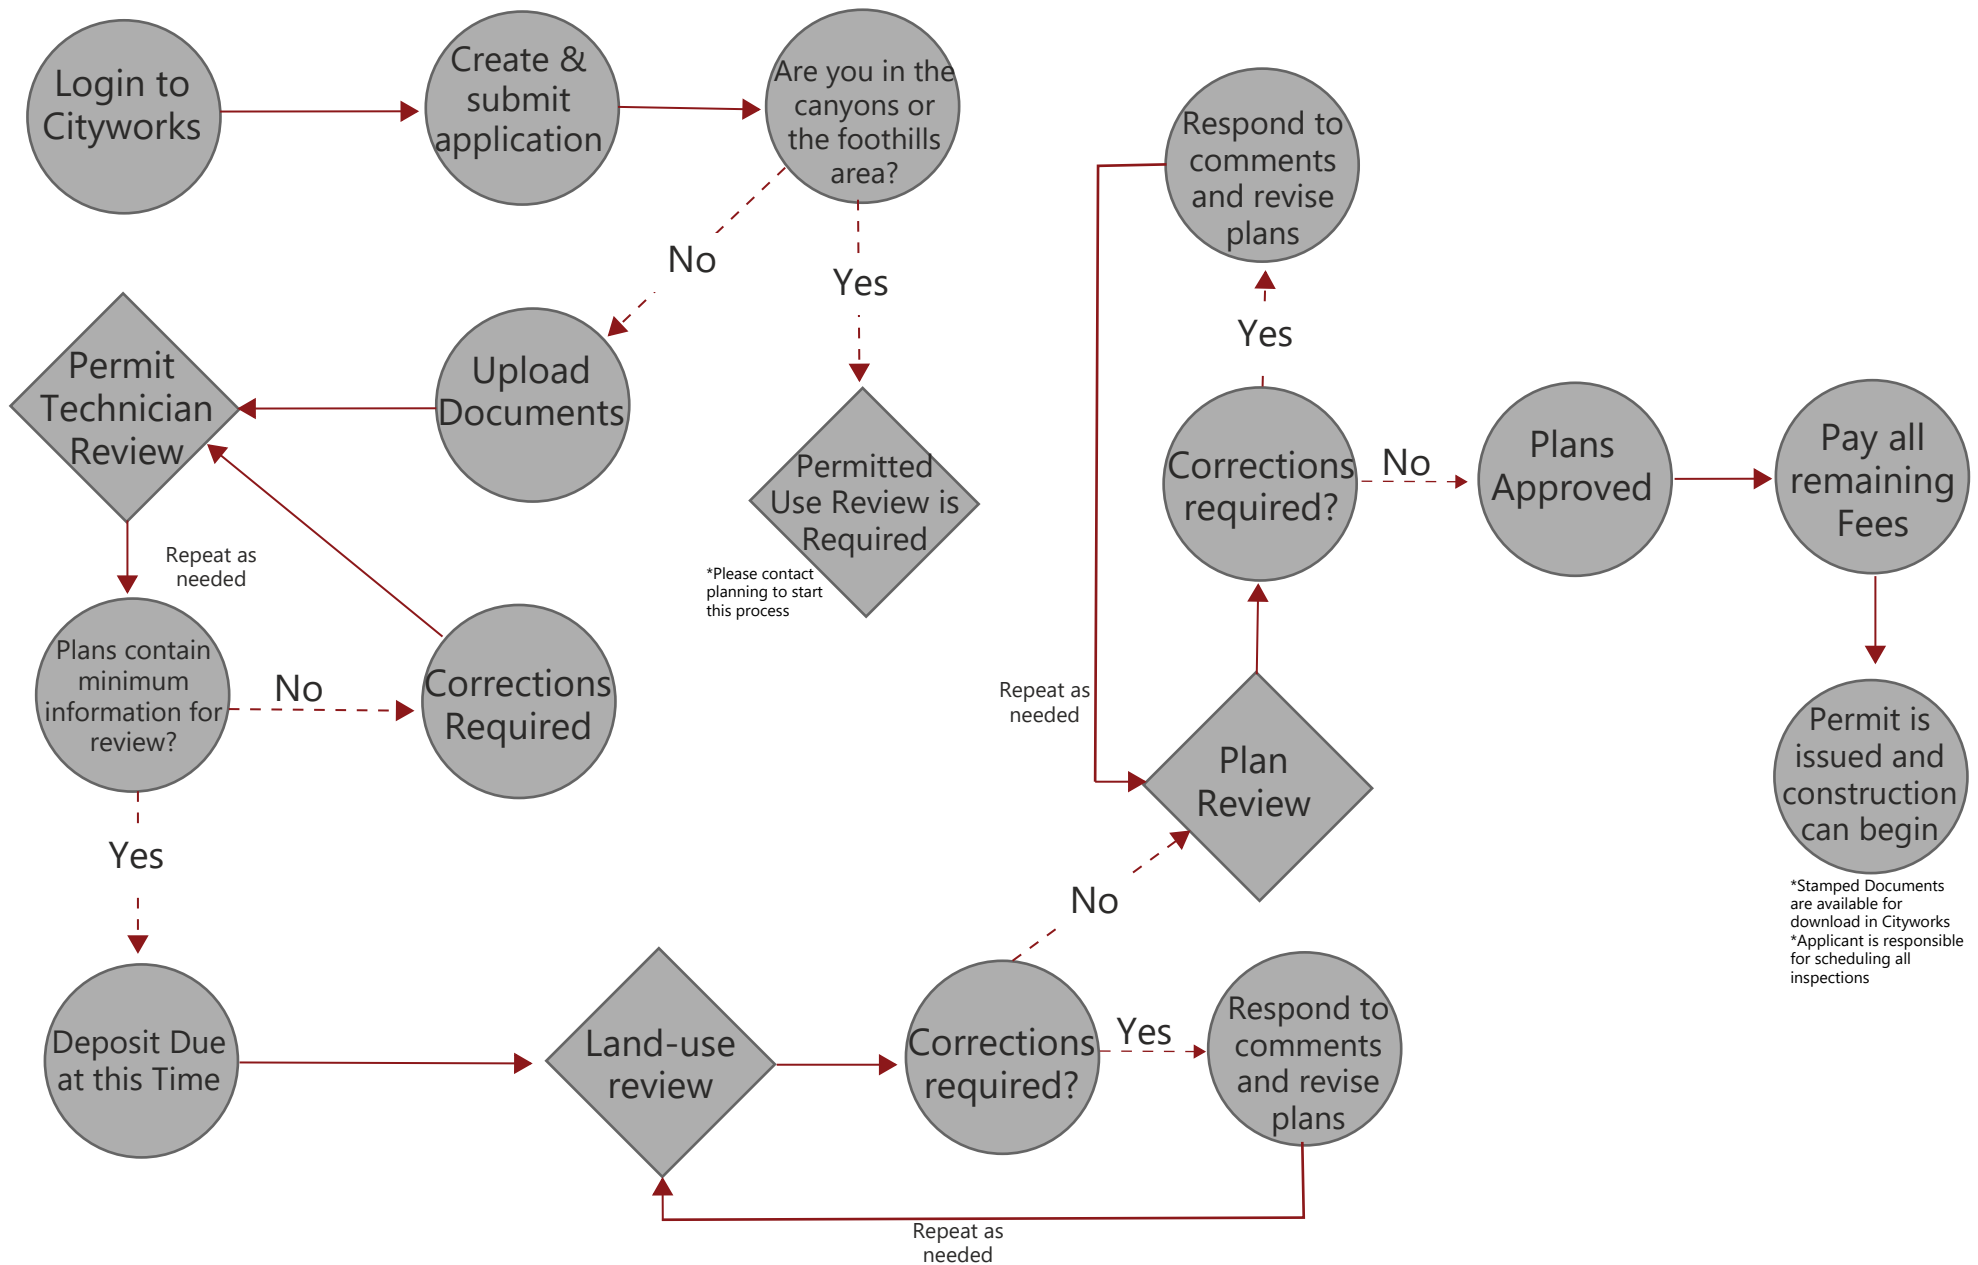 Login to
Cityworks
Create &
submit
application
Are you in the
canyons or
the foothills
area?
No
Yes
Upload
Documents
Permit
Technician
Review
Permitted
Use Review is
Required
*Please contact
planning to start
this process
Repeat as
needed
Plans contain
minimum
information for
review?
No
Corrections
Required
Yes
Deposit Due
at this Time
Land-use
review
Corrections
required?
Yes
Respond to
comments
and revise
plans
Repeat as
needed
No
Plan
Review
Corrections
required?
Yes
Respond to
comments
and revise
plans
Repeat as
needed
No
Plans
Approved
Pay all
remaining
Fees
Permit is
issued and
construction
can begin
*Stamped Documents
are available for
download in Cityworks
*Applicant is responsible
for scheduling all
inspections